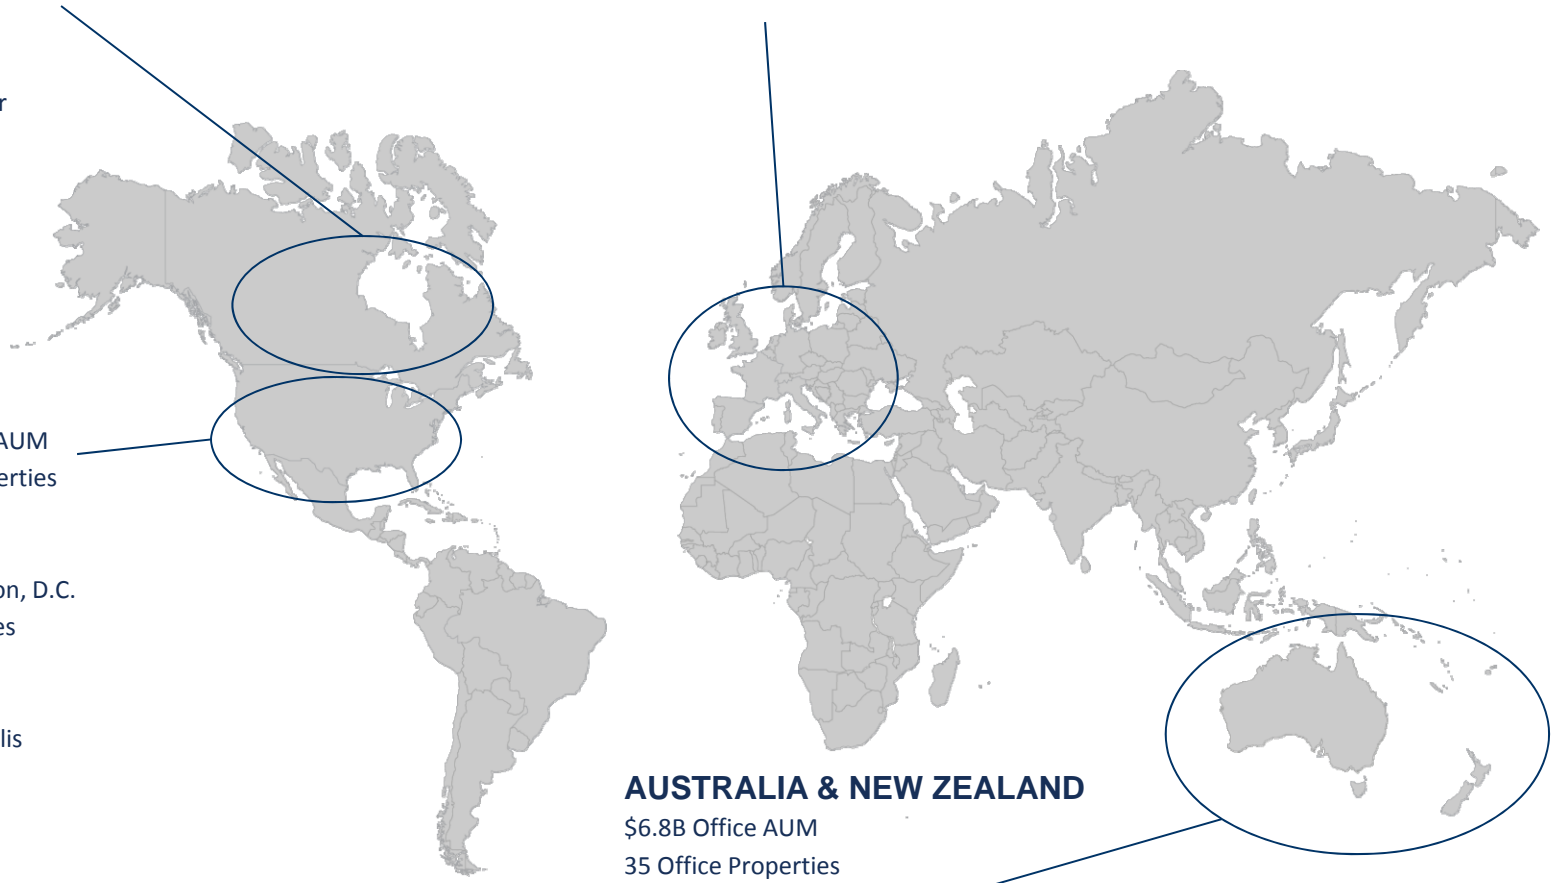 r
AUM
erties
on, D.C.
es
lis
AUSTRALIA & NEW ZEALAND
$6.8B Office AUM
35 Office Properties